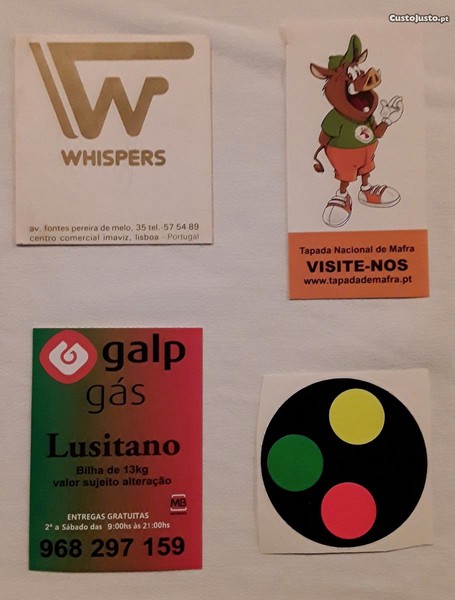 CustoJusto.pt
W
WHISPERS
av. fontes pereira de melo, 35 tel.-57 54 89
centro comercial imaviz, lisboa - Portugal
Tapada Nacional de Mafra
VISITE-NOS
www.tapadademafra.pt
galp
gás
Lusitano
Bilha de 13kg
valor sujeito alteração
MB
ENTREGAS GRATUITAS
2ª a Sábado das 9:00hs às 21:00hs
968 297 159